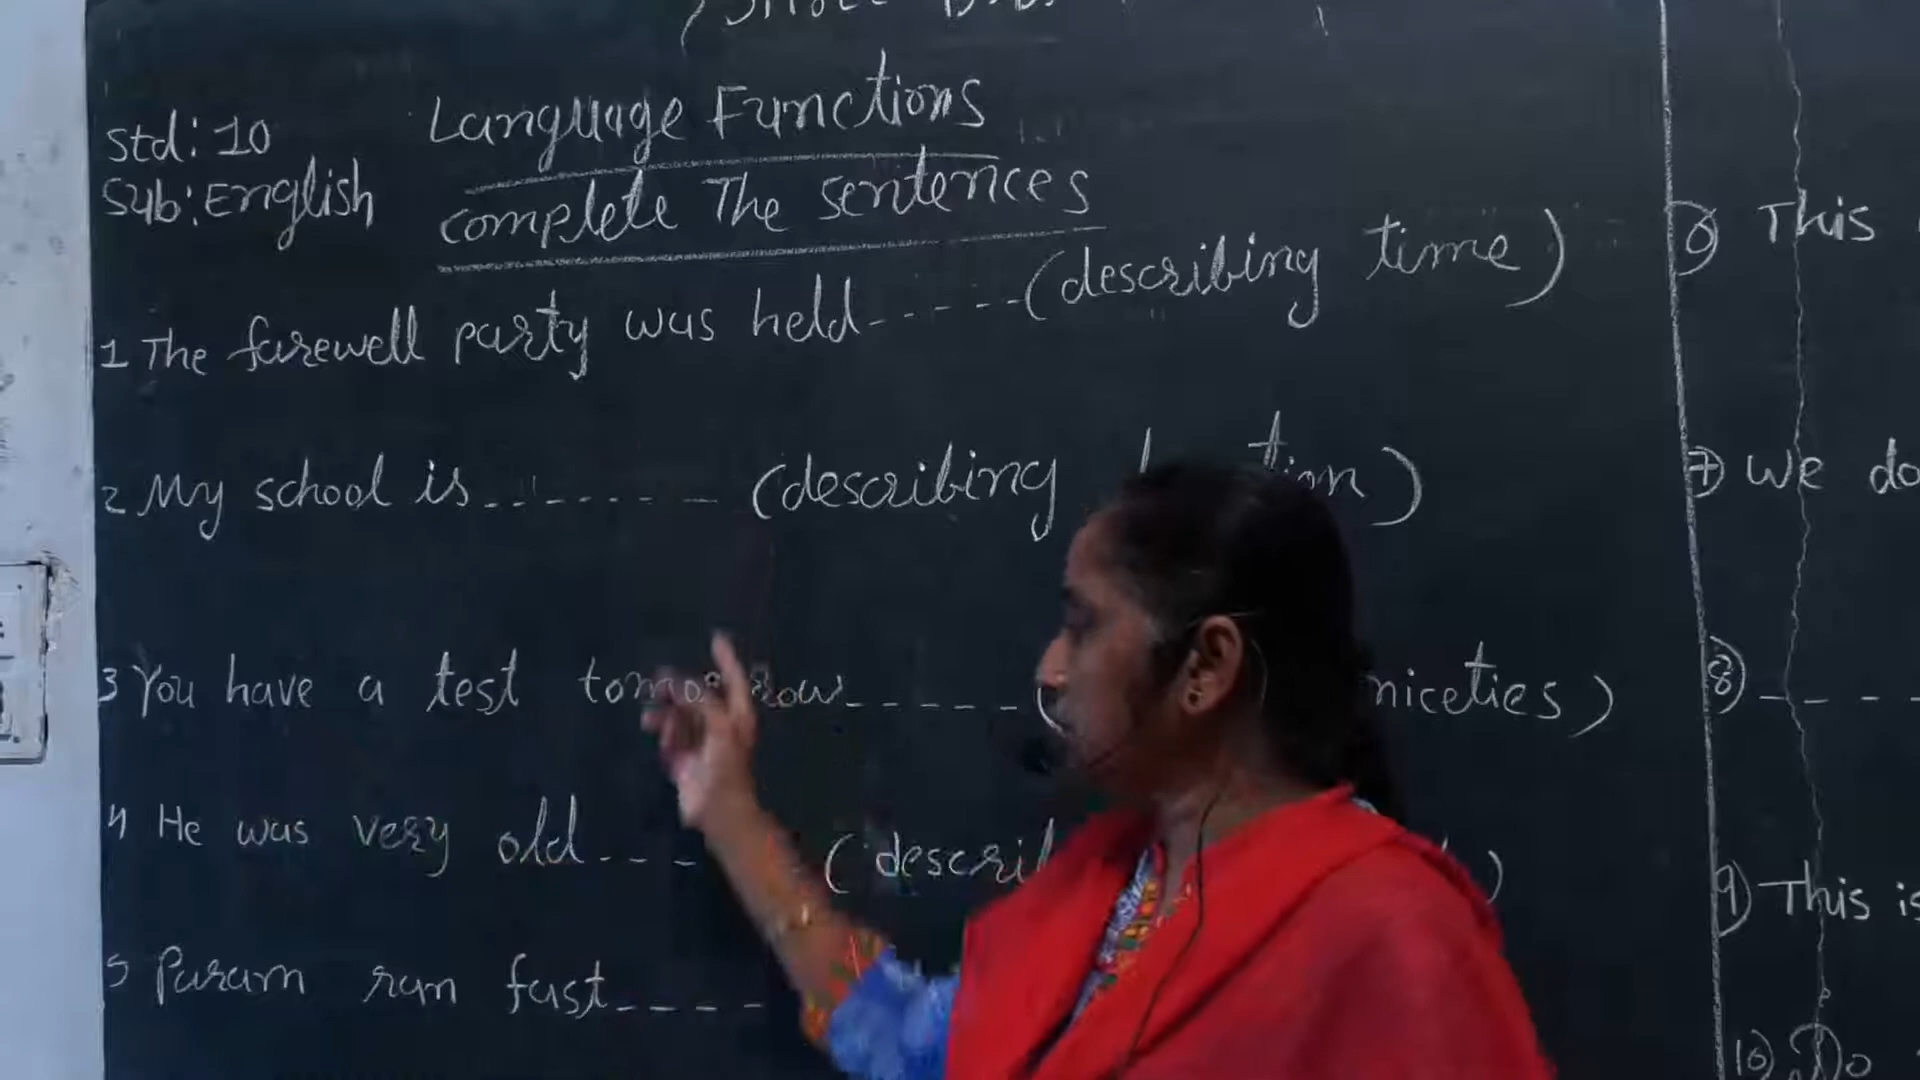 Std: 10
Sub: English
Language Functions
complete The sentences
1 The farewell party was held-----(describing time)
2 My school is------- (describing
3 You have a test tomorrow-----( niceties)
4 He was very old---- (
5 Param ran fast----
This
7) We do
8) ----
9) This is
10) Do